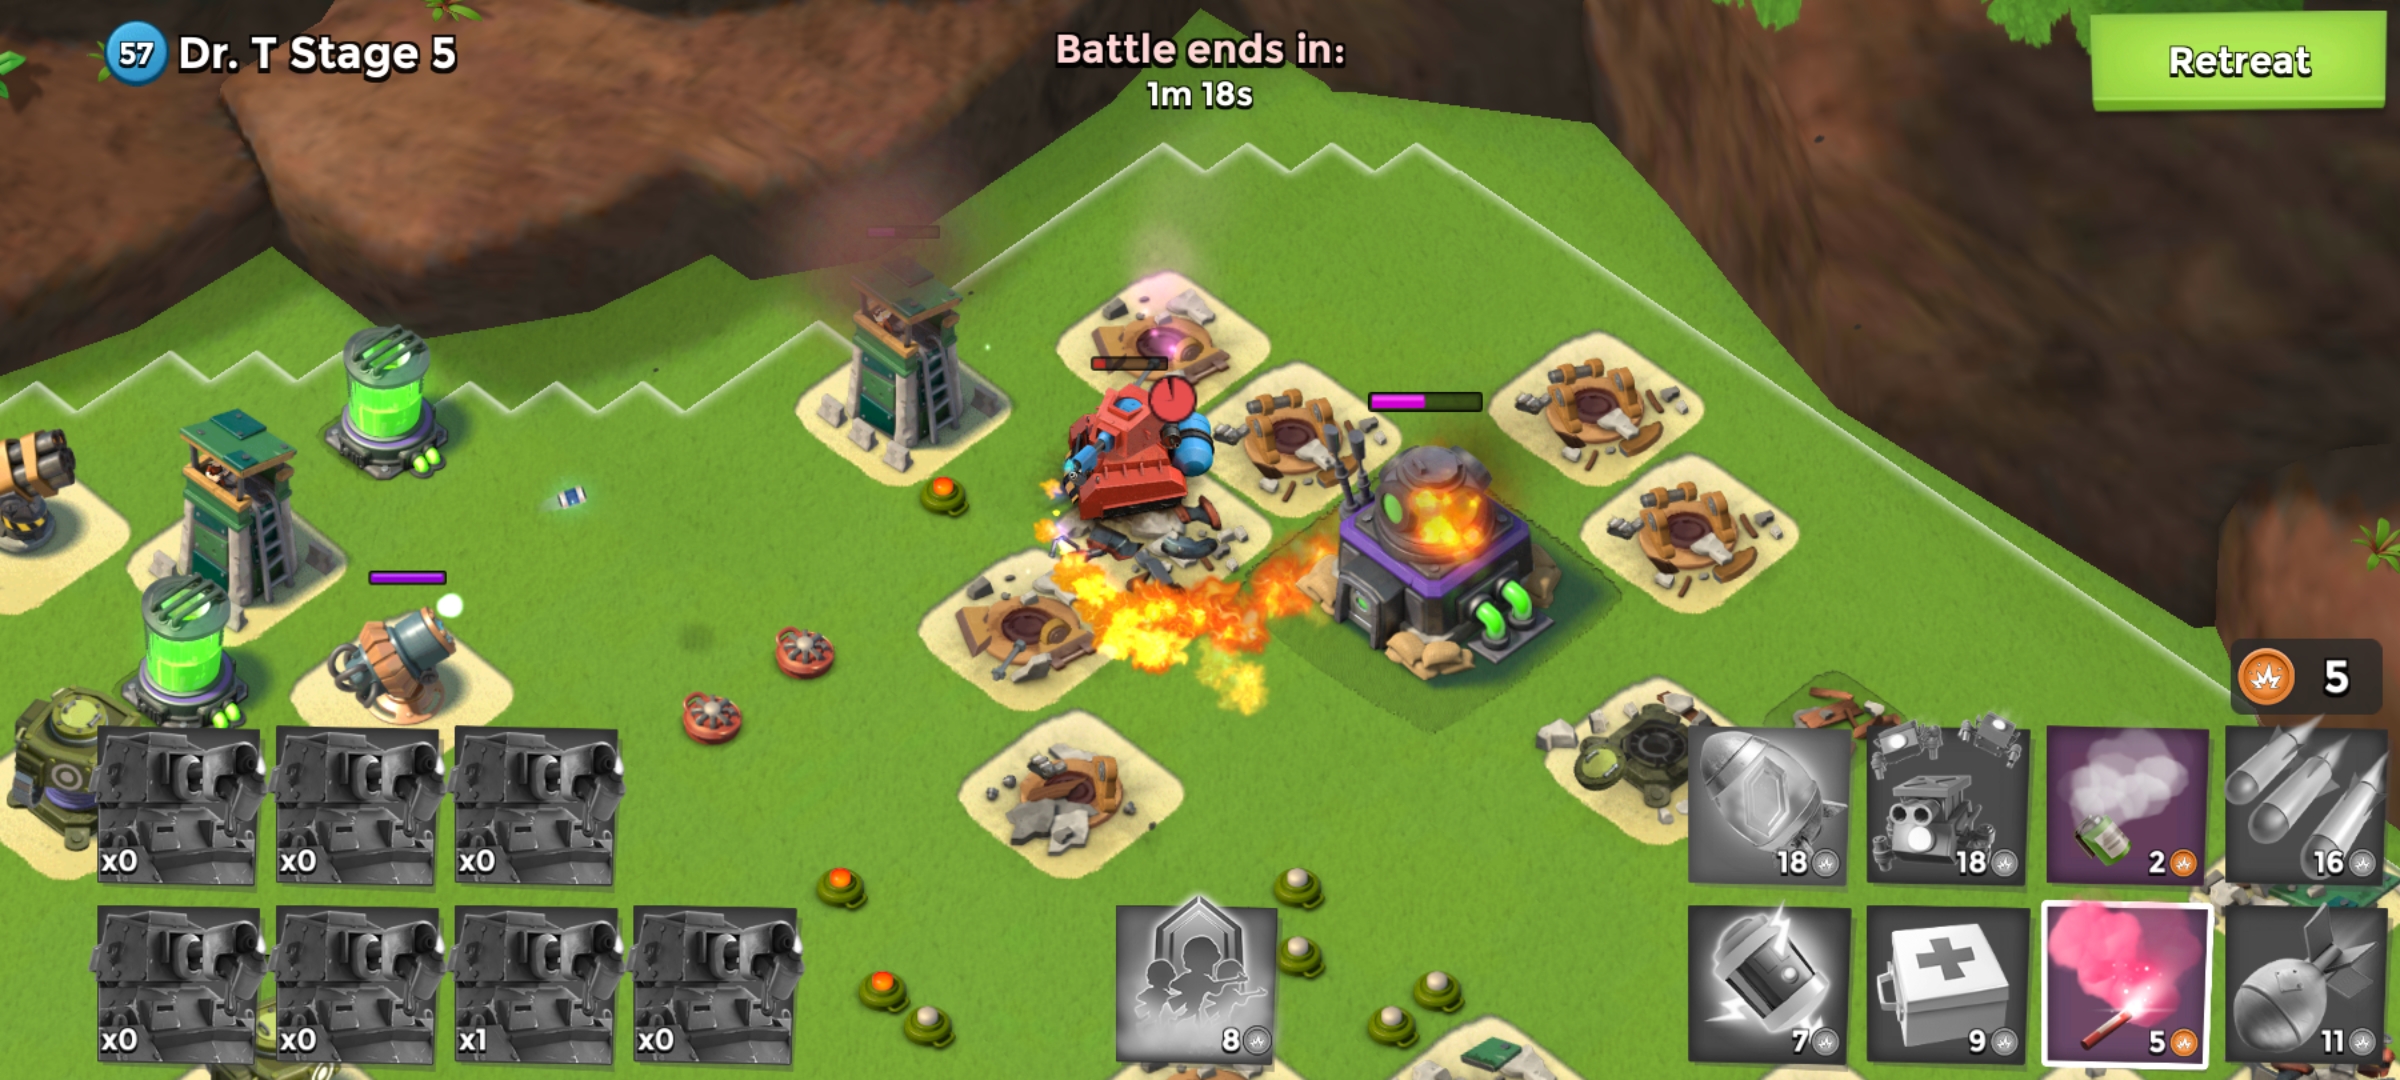 57 Dr. T Stage 5
Battle ends in:
1m 18s
Retreat
5
x0 x0 x0
18 18 2 16
x0 x0 x1 x0
8
7 9 5 11